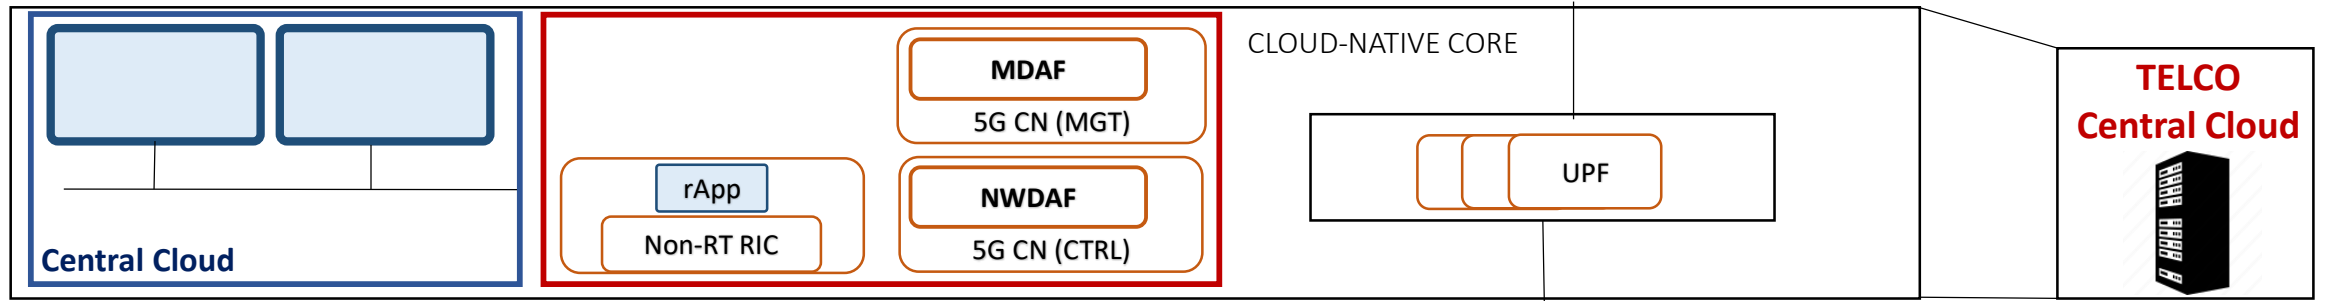 Central Cloud
rApp
Non-RT RIC
MDAF
5G CN (MGT)
NWDAF
5G CN (CTRL)
CLOUD-NATIVE CORE
UPF
TELCO
Central Cloud